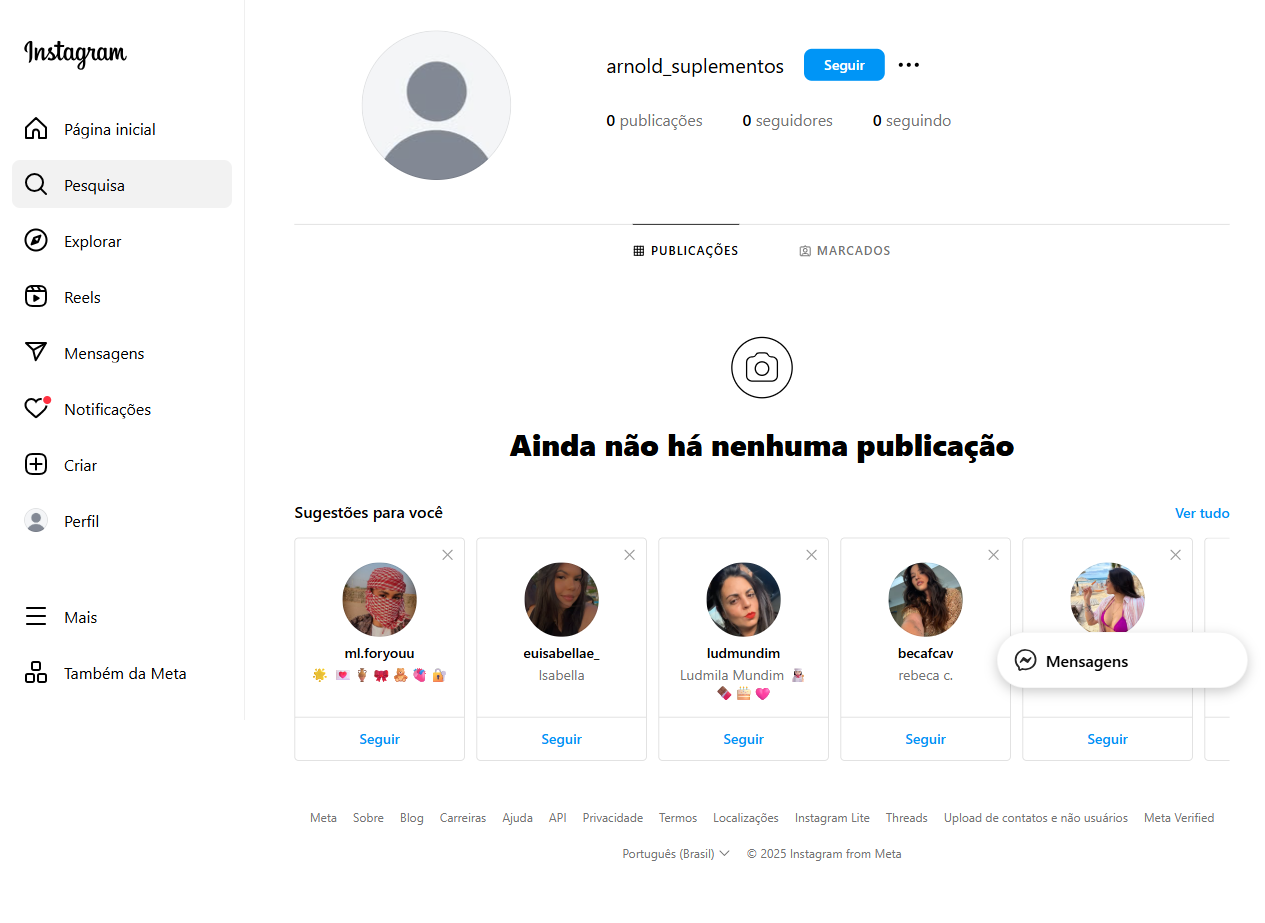 Instagram
Página inicial
Pesquisa
Explorar
Reels
Mensagens
Notificações
Criar
Perfil
Mais
Também da Meta
arnold_suplementos Seguir
0 publicações 0 seguidores 0 seguindo
PUBLICAÇÕES MARCADOS
Ainda não há nenhuma publicação
Sugestões para você Ver tudo
ml.foryouu
Seguir
euisabellae_
Isabella
Seguir
ludmundim
Ludmila Mundim
Seguir
becafcav
rebeca c.
Seguir
Seguir
Mensagens
Meta Sobre Blog Carreiras Ajuda API Privacidade Termos Localizações Instagram Lite Threads Upload de contatos e não usuários Meta Verified
Português (Brasil) © 2025 Instagram from Meta